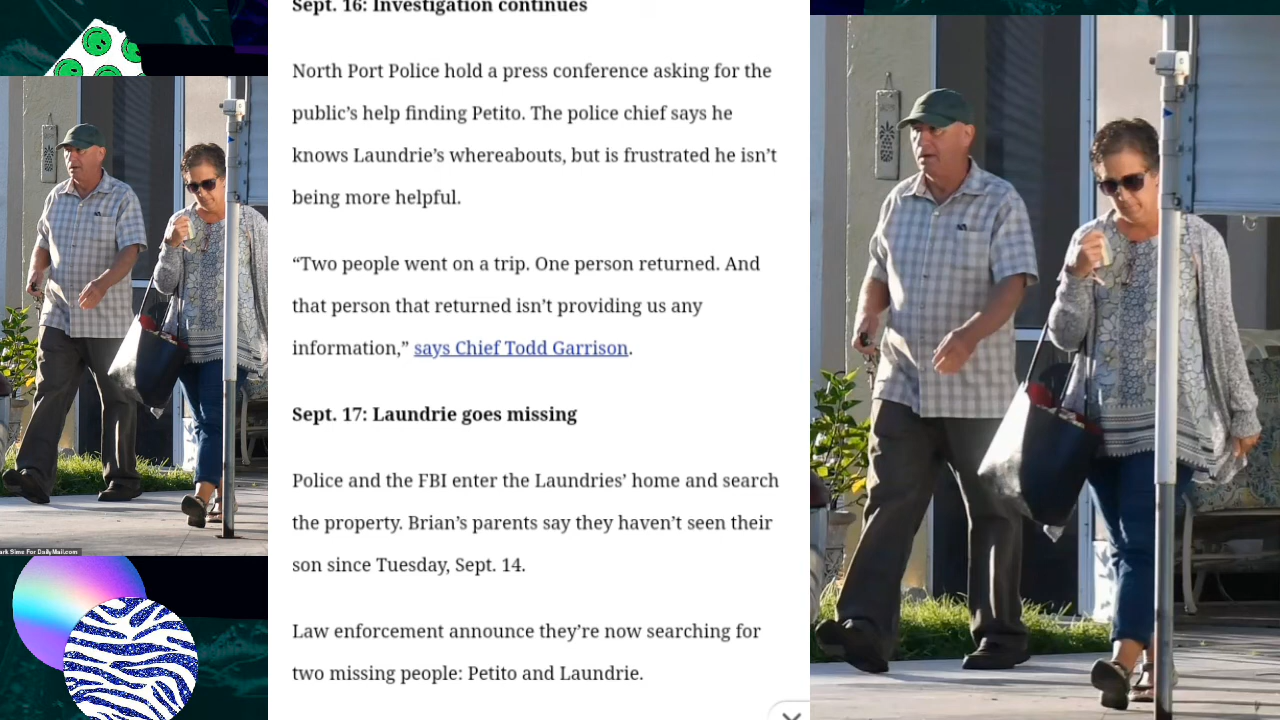 Sept. 16: Investigation continues
North Port Police hold a press conference asking for the
public’s help finding Petito. The police chief says he
knows Laundrie’s whereabouts, but is frustrated he isn’t
being more helpful.
“Two people went on a trip. One person returned. And
that person that returned isn’t providing us any
information,” says Chief Todd Garrison.
Sept. 17: Laundrie goes missing
Police and the FBI enter the Laundries’ home and search
the property. Brian’s parents say they haven’t seen their
son since Tuesday, Sept. 14.
Law enforcement announce they’re now searching for
two missing people: Petito and Laundrie.
For DailyMail.com